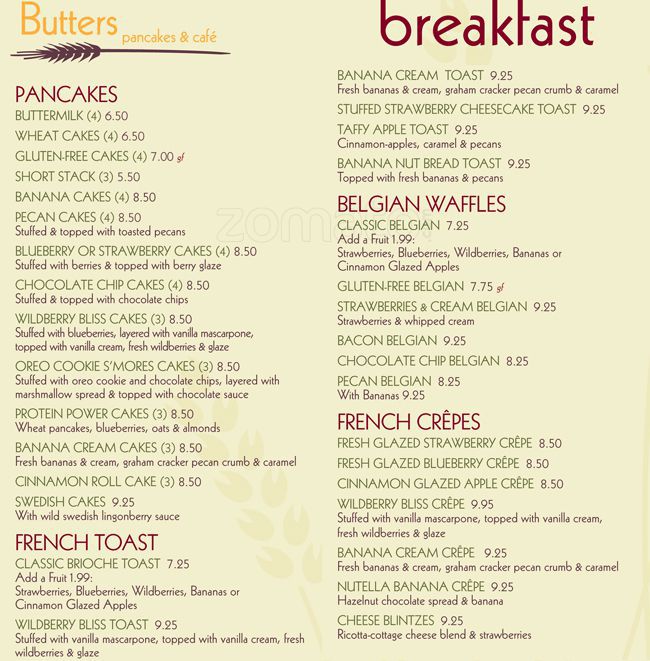 Butters
pancakes & café
PANCAKES
BUTTERMILK (4) 6.50
WHEAT CAKES (4) 6.50
GLUTEN-FREE CAKES (4) 7.00 gf
SHORT STACK (3) 5.50
BANANA CAKES (4) 8.50
PECAN CAKES (4) 8.50
Stuffed & topped with toasted pecans
BLUEBERRY OR STRAWBERRY CAKES (4) 8.50
Stuffed with berries & topped with berry glaze
CHOCOLATE CHIP CAKES (4) 8.50
Stuffed & topped with chocolate chips
WILDBERRY BLISS CAKES (3) 8.50
Stuffed with blueberries, layered with vanilla mascarpone,
topped with vanilla cream, fresh wildberries & glaze
OREO COOKIE S'MORES CAKES (3) 8.50
Stuffed with oreo cookie and chocolate chips, layered with
marshmallow spread & topped with chocolate sauce
PROTEIN POWER CAKES (3) 8.50
Wheat pancakes, blueberries, oats & almonds
BANANA CREAM CAKES (3) 8.50
Fresh bananas & cream, graham cracker pecan crumb & caramel
CINNAMON ROLL CAKE (3) 8.50
SWEDISH CAKES 9.25
With wild swedish lingonberry sauce
FRENCH TOAST
CLASSIC BRIOCHE TOAST 7.25
Add a Fruit 1.99:
Strawberries, Blueberries, Wildberries, Bananas or
Cinnamon Glazed Apples
WILDBERRY BLISS TOAST 9.25
Stuffed with vanilla mascarpone, topped with vanilla cream, fresh
wildberries & glaze
breakfast
BANANA CREAM TOAST 9.25
Fresh bananas & cream, graham cracker pecan crumb & caramel
STUFFED STRAWBERRY CHEESECAKE TOAST 9.25
TAFFY APPLE TOAST 9.25
Cinnamon-apples, caramel & pecans
BANANA NUT BREAD TOAST 9.25
Topped with fresh bananas & pecans
BELGIAN WAFFLES
CLASSIC BELGIAN 7.25
Add a Fruit 1.99:
Strawberries, Blueberries, Wildberries, Bananas or
Cinnamon Glazed Apples
GLUTEN-FREE BELGIAN 7.75 gf
STRAWBERRIES & CREAM BELGIAN 9.25
Strawberries & whipped cream
BACON BELGIAN 9.25
CHOCOLATE CHIP BELGIAN 8.25
PECAN BELGIAN 8.25
With Bananas 9.25
FRENCH CRÊPES
FRESH GLAZED STRAWBERRY CRÊPE 8.50
FRESH GLAZED BLUEBERRY CRÊPE 8.50
CINNAMON GLAZED APPLE CRÊPE 8.50
WILDBERRY BLISS CRÊPE 9.95
Stuffed with vanilla mascarpone, topped with vanilla cream,
fresh wildberries & glaze
BANANA CREAM CRÊPE 9.25
Fresh bananas & cream, graham cracker pecan crumb & caramel
NUTELLA BANANA CRÊPE 9.25
Hazelnut chocolate spread & banana
CHEESE BLINTZES 9.25
Ricotta-cottage cheese blend & strawberries